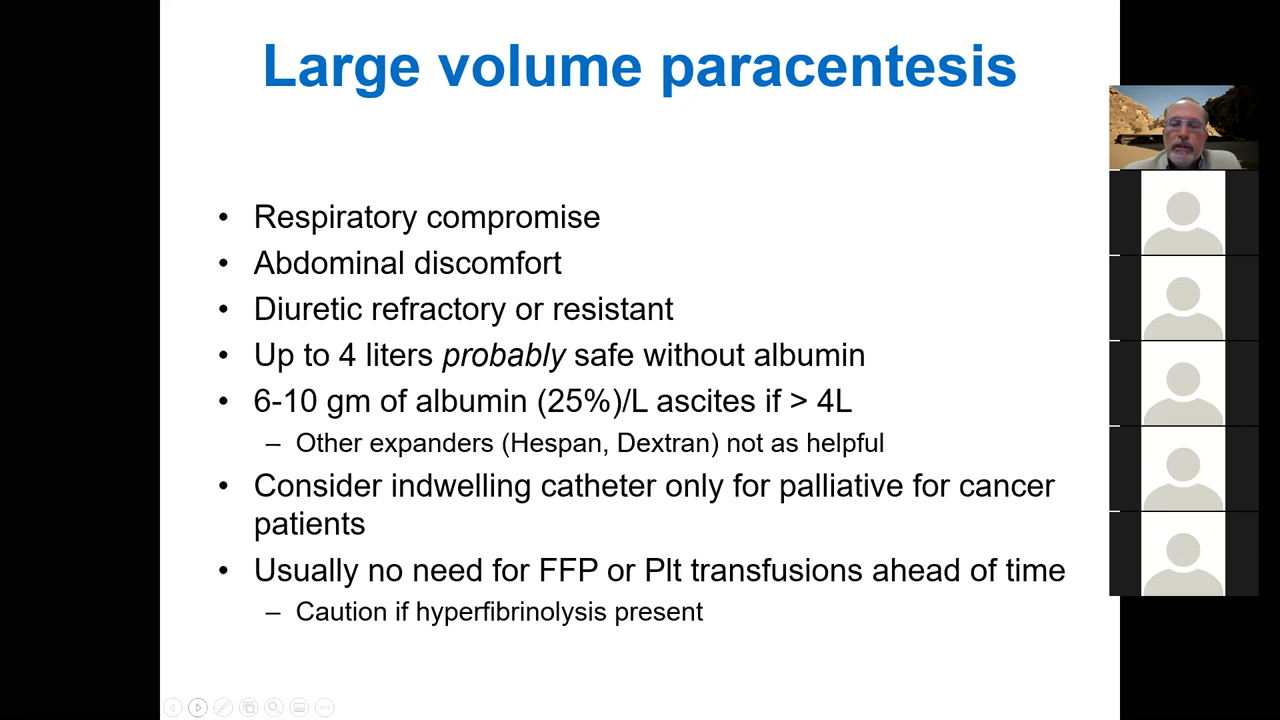 Large volume paracentesis
• Respiratory compromise
• Abdominal discomfort
• Diuretic refractory or resistant
• Up to 4 liters probably safe without albumin
• 6-10 gm of albumin (25%)/L ascites if > 4L
– Other expanders (Hespan, Dextran) not as helpful
• Consider indwelling catheter only for palliative for cancer
patients
• Usually no need for FFP or Plt transfusions ahead of time
– Caution if hyperfibrinolysis present